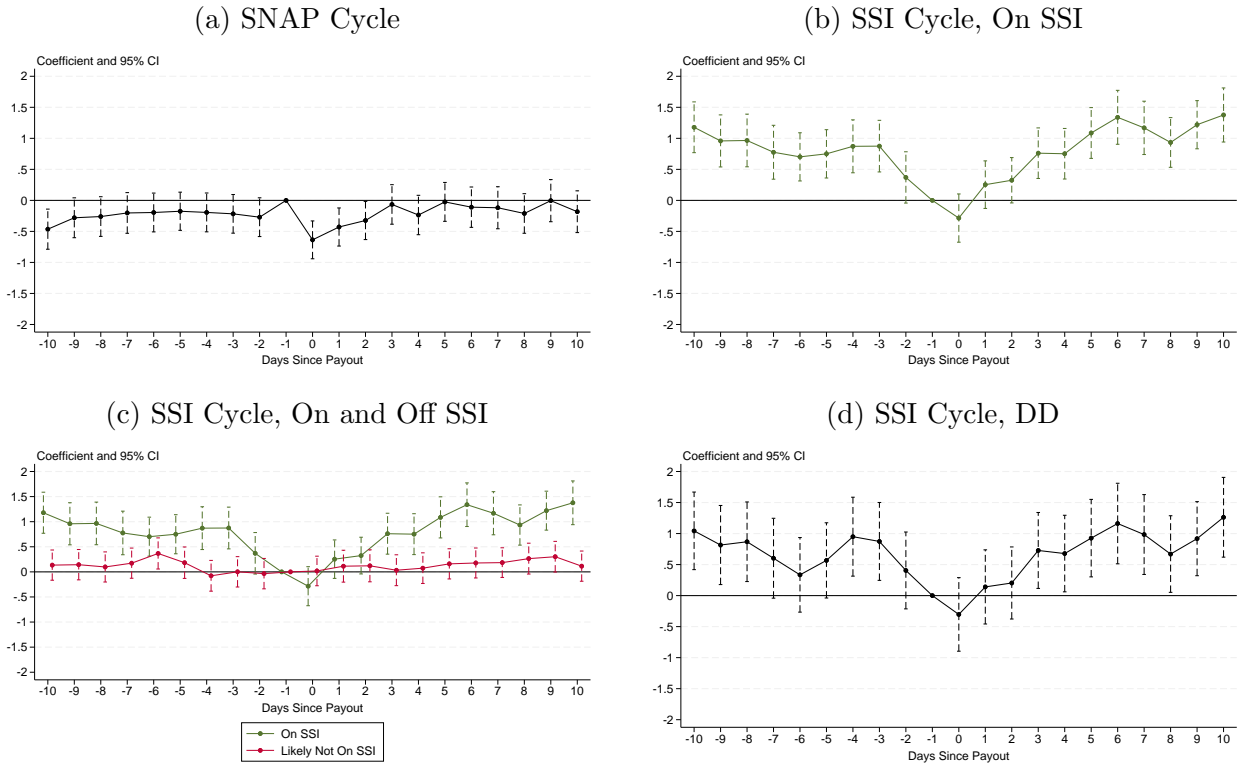 (a) SNAP Cycle
Coefficient and 95% CI
2
1.5
1
.5
0
-.5
-1
-1.5
-2
-10 -9 -8 -7 -6 -5 -4 -3 -2 -1 0 1 2 3 4 5 6 7 8 9 10
Days Since Payout
(b) SSI Cycle, On SSI
Coefficient and 95% CI
2
1.5
1
.5
0
-.5
-1
-1.5
-2
-10 -9 -8 -7 -6 -5 -4 -3 -2 -1 0 1 2 3 4 5 6 7 8 9 10
Days Since Payout
(c) SSI Cycle, On and Off SSI
Coefficient and 95% CI
2
1.5
1
.5
0
-.5
-1
-1.5
-2
-10 -9 -8 -7 -6 -5 -4 -3 -2 -1 0 1 2 3 4 5 6 7 8 9 10
Days Since Payout
On SSI
Likely Not On SSI
(d) SSI Cycle, DD
Coefficient and 95% CI
2
1.5
1
.5
0
-.5
-1
-1.5
-2
-10 -9 -8 -7 -6 -5 -4 -3 -2 -1 0 1 2 3 4 5 6 7 8 9 10
Days Since Payout